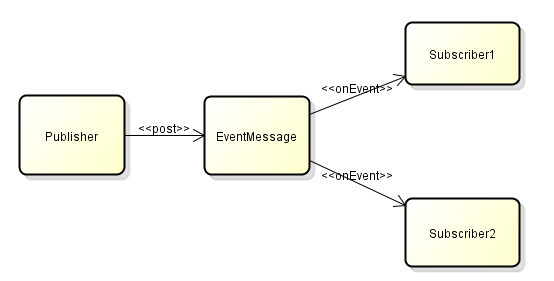 Subscriber1
<<onEvent>>
Publisher
<<post>>
EventMessage
<<onEvent>>
Subscriber2